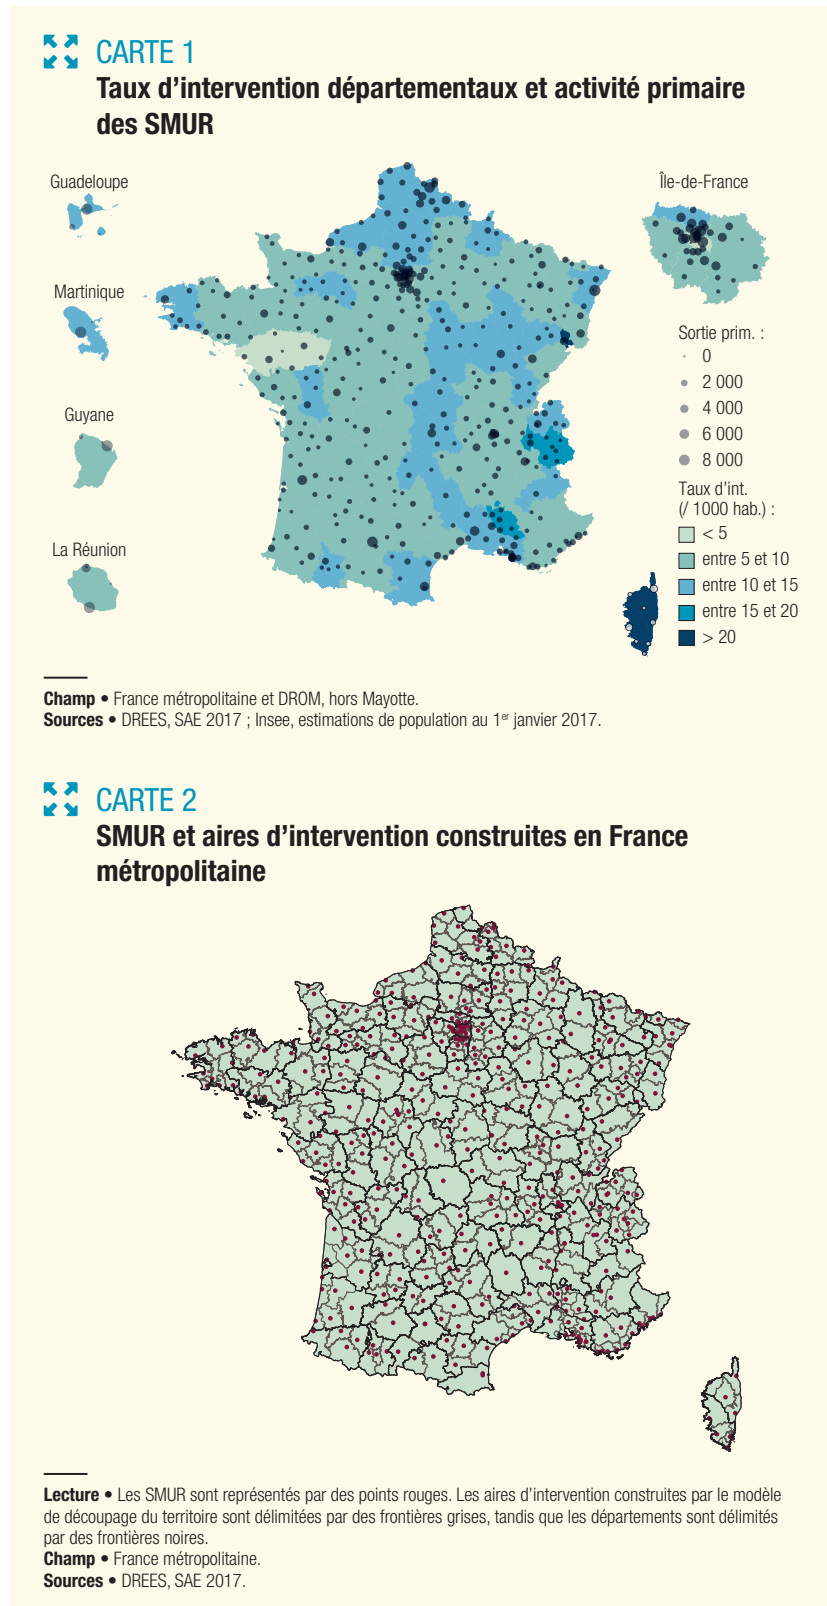 CARTE 1
Taux d’intervention départementaux et activité primaire
des SMUR
Guadeloupe
Île-de-France
Martinique
Guyane
La Réunion
Sortie prim. :
0
2 000
4 000
6 000
8 000
Taux d’int.
(/ 1000 hab.) :
< 5
entre 5 et 10
entre 10 et 15
entre 15 et 20
> 20
Champ • France métropolitaine et DROM, hors Mayotte.
Sources • DREES, SAE 2017 ; Insee, estimations de population au 1er janvier 2017.
CARTE 2
SMUR et aires d’intervention construites en France
métropolitaine
Lecture • Les SMUR sont représentés par des points rouges. Les aires d’intervention construites par le modèle
de découpage du territoire sont délimitées par des frontières grises, tandis que les départements sont délimités
par des frontières noires.
Champ • France métropolitaine.
Sources • DREES, SAE 2017.